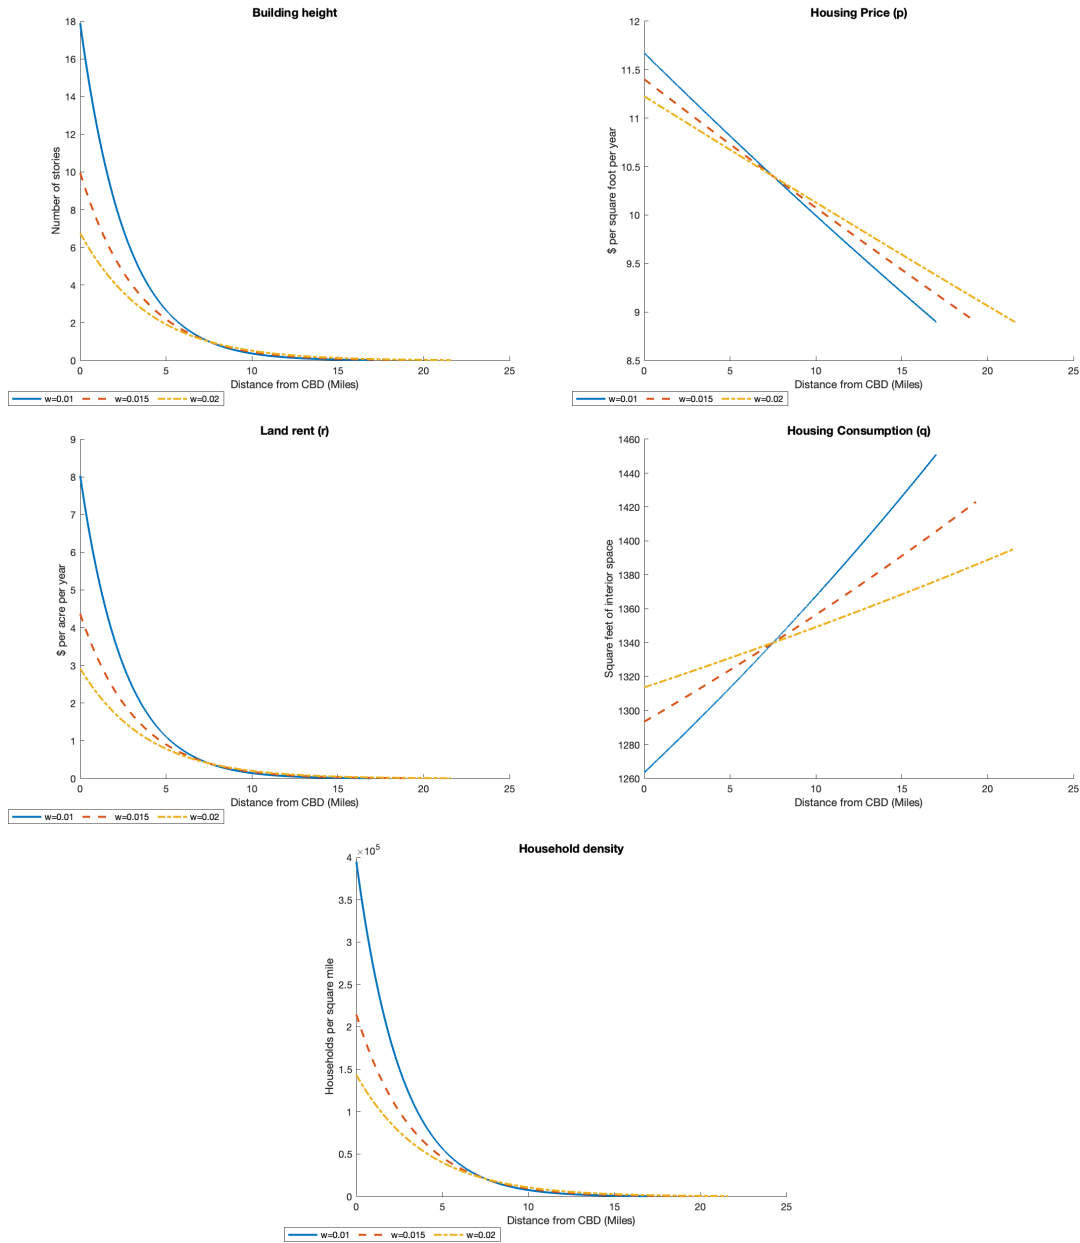 Building height
18
16
14
12
10
8
6
4
2
0
Number of stories
0 5 10 15 20 25
Distance from CBD (Miles)
w=0.01 w=0.015 w=0.02
Housing Price (p)
12
11.5
11
10.5
10
9.5
9
8.5
$ per square foot per year
0 5 10 15 20 25
Distance from CBD (Miles)
w=0.01 w=0.015 w=0.02
Land rent (r)
9
8
7
6
5
4
3
2
1
0
$ per acre per year
0 5 10 15 20 25
Distance from CBD (Miles)
w=0.01 w=0.015 w=0.02
Housing Consumption (q)
1460
1440
1420
1400
1380
1360
1340
1320
1300
1280
1260
Square feet of interior space
0 5 10 15 20 25
Distance from CBD (Miles)
w=0.01 w=0.015 w=0.02
Household density
×10⁵
4
3.5
3
2.5
2
1.5
1
0.5
0
Households per square mile
0 5 10 15 20 25
Distance from CBD (Miles)
w=0.01 w=0.015 w=0.02